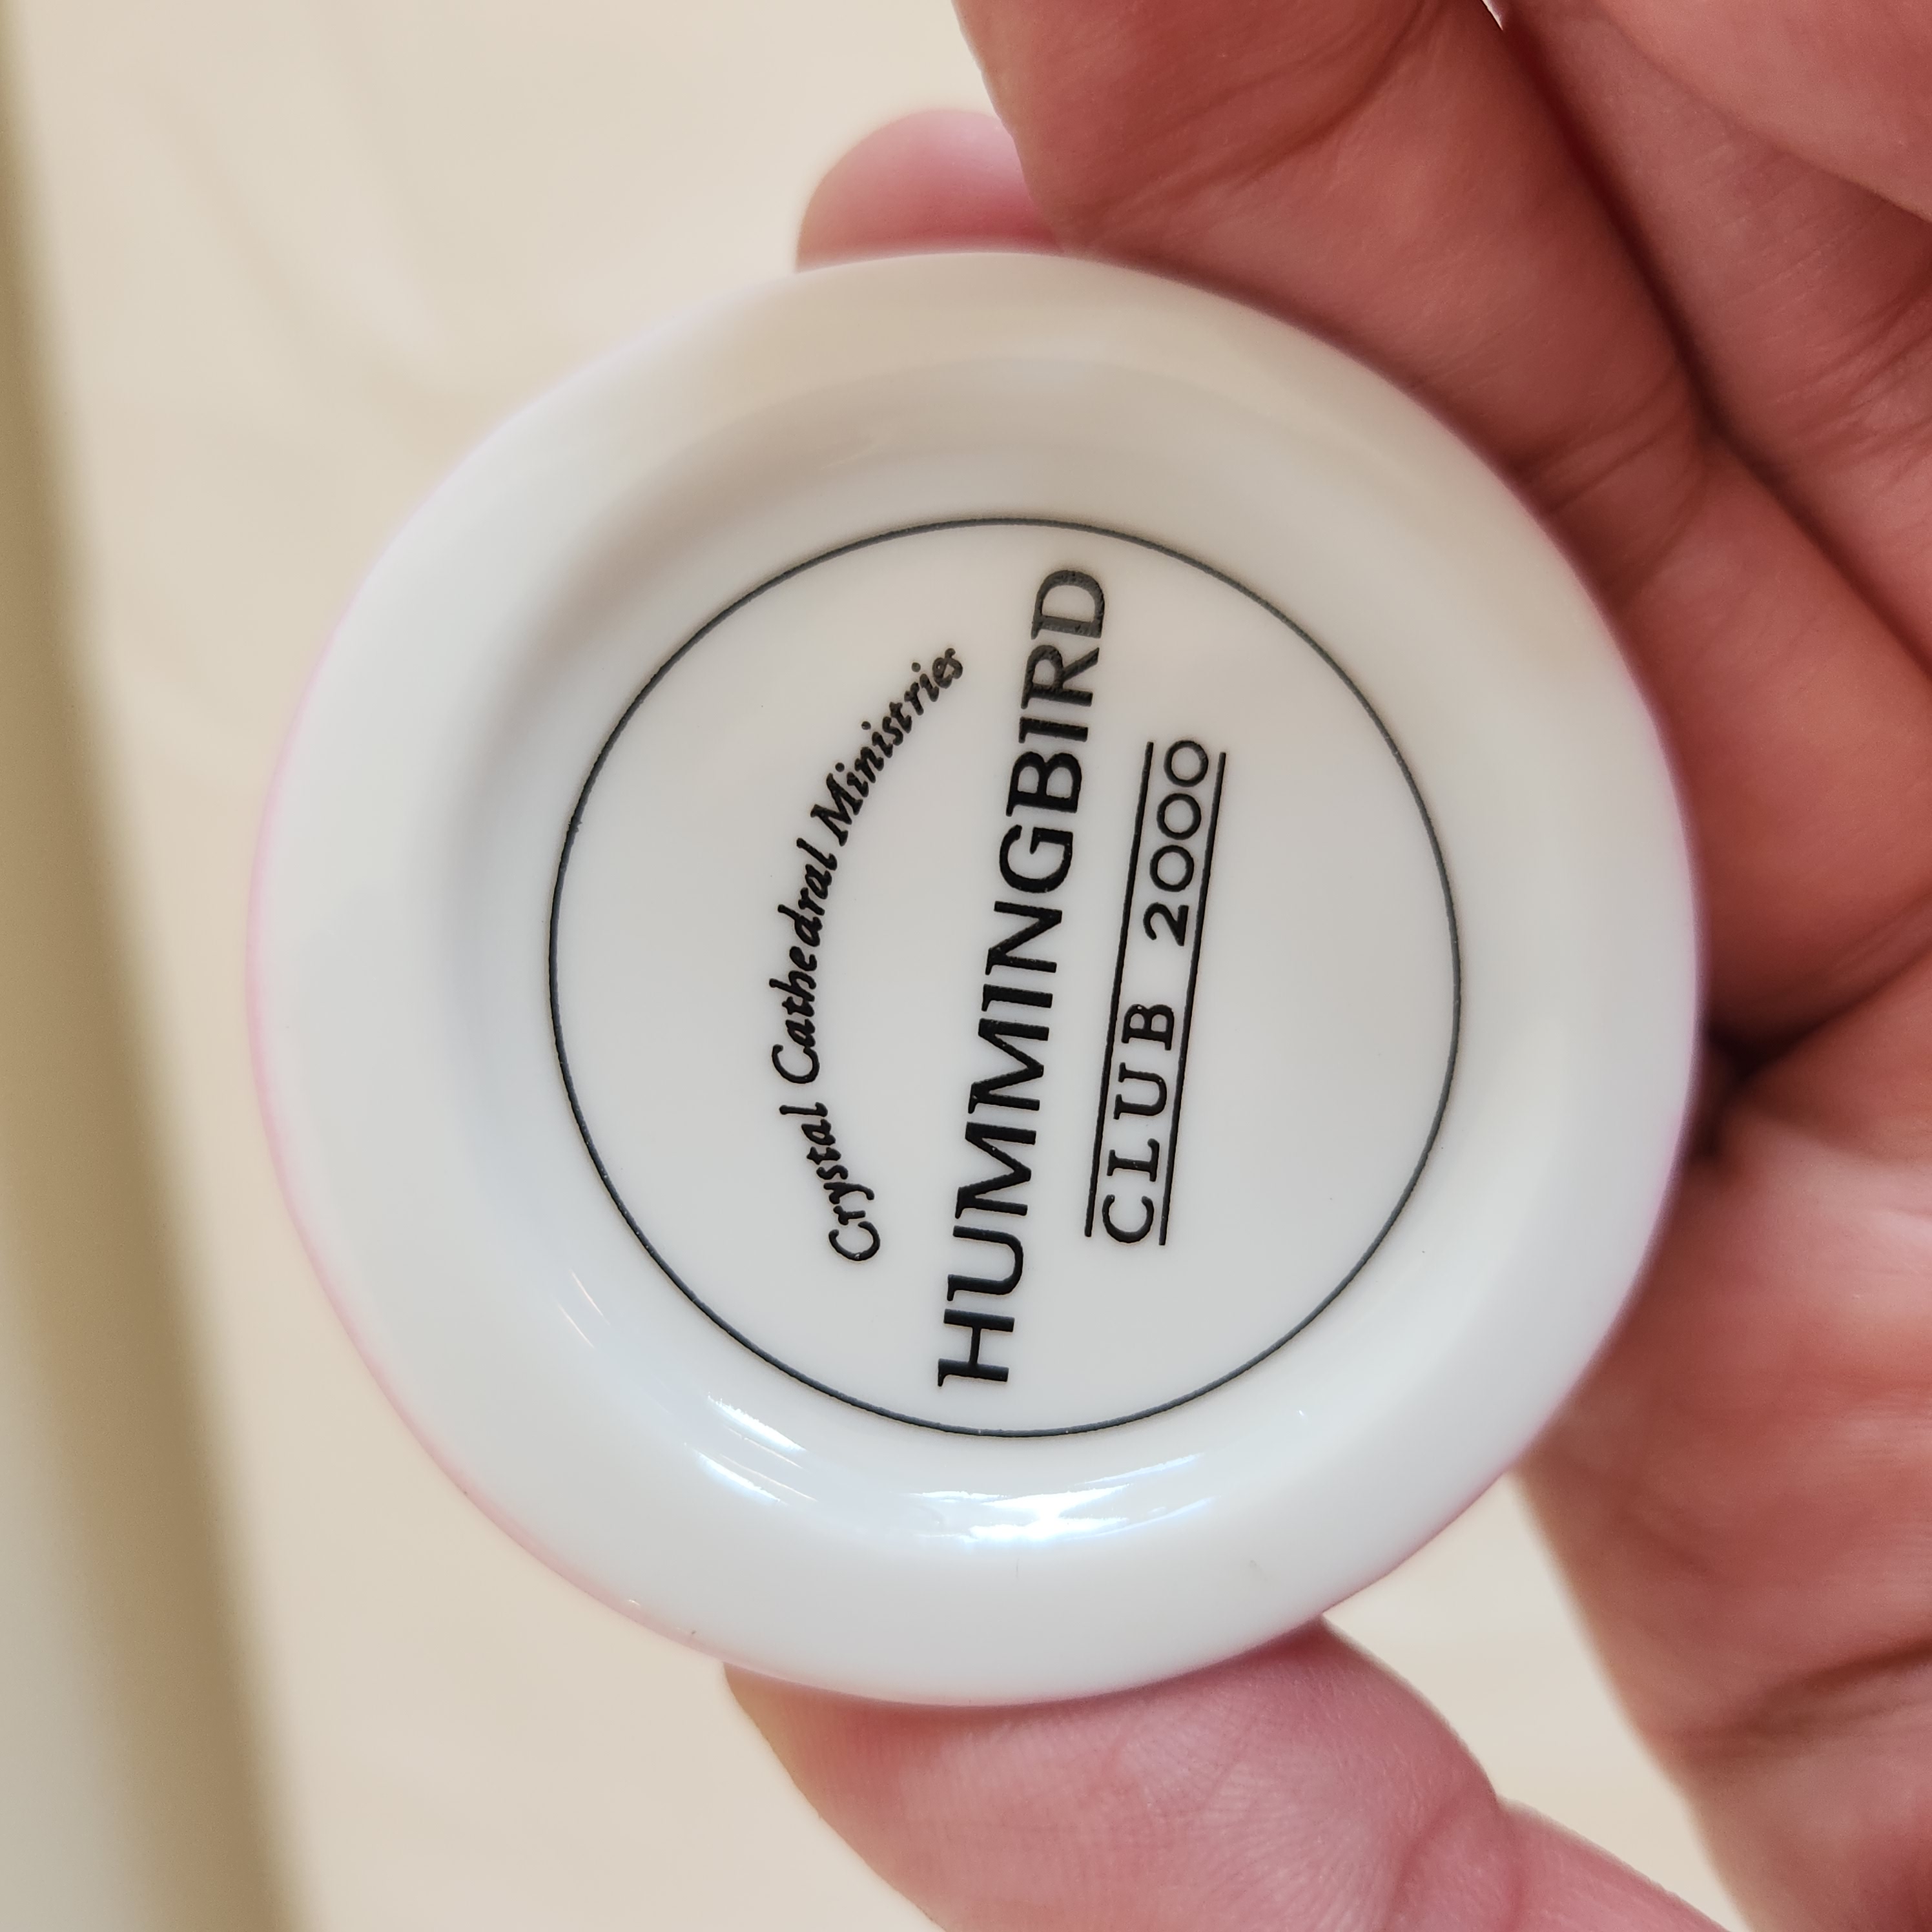 Crystal Cathedral Ministries
HUMMINGBIRD
CLUB 2000